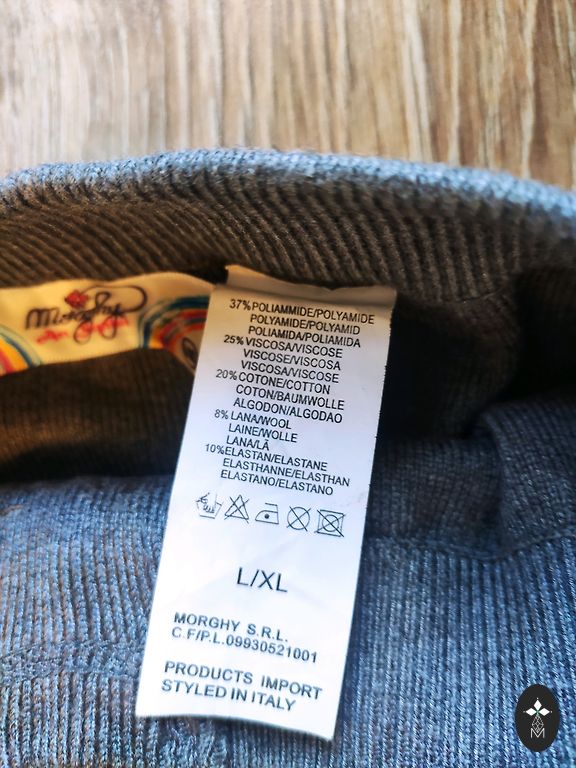 Morghy
37%POLIAMMIDE/POLYAMIDE
POLYAMIDE/POLYAMID
POLIAMIDA/POLIAMIDA
25%VISCOSA/VISCOSE
VISCOSE/VISCOSA
VISCOSA/VISCOSE
20%COTONE/COTTON
COTON/BAUMWOLLE
ALGODON/ALGODAO
8%LANA/WOOL
LAINE/WOLLE
LANA/LÃ
10%ELASTAN/ELASTANE
ELASTHANNE/ELASTHAN
ELASTANO/ELASTANO
L/XL
MORGHY S.R.L.
C.F/P.I.09930521001
PRODUCTS IMPORT
STYLED IN ITALY
M